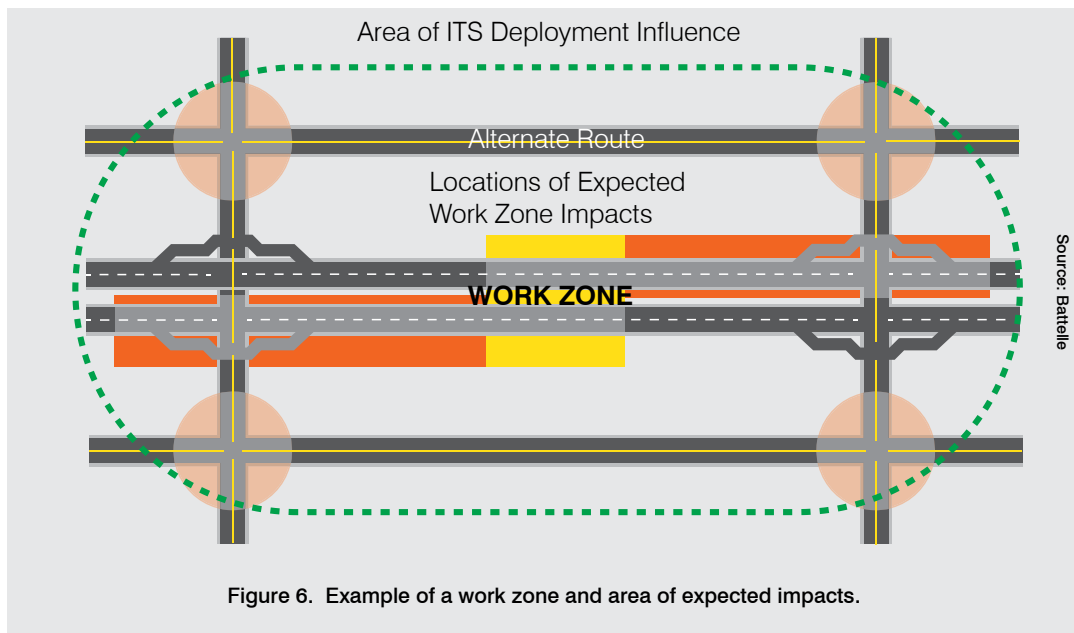 Area of ITS Deployment Influence
Alternate Route
Locations of Expected
Work Zone Impacts
WORK ZONE
Source: Battelle
Figure 6. Example of a work zone and area of expected impacts.